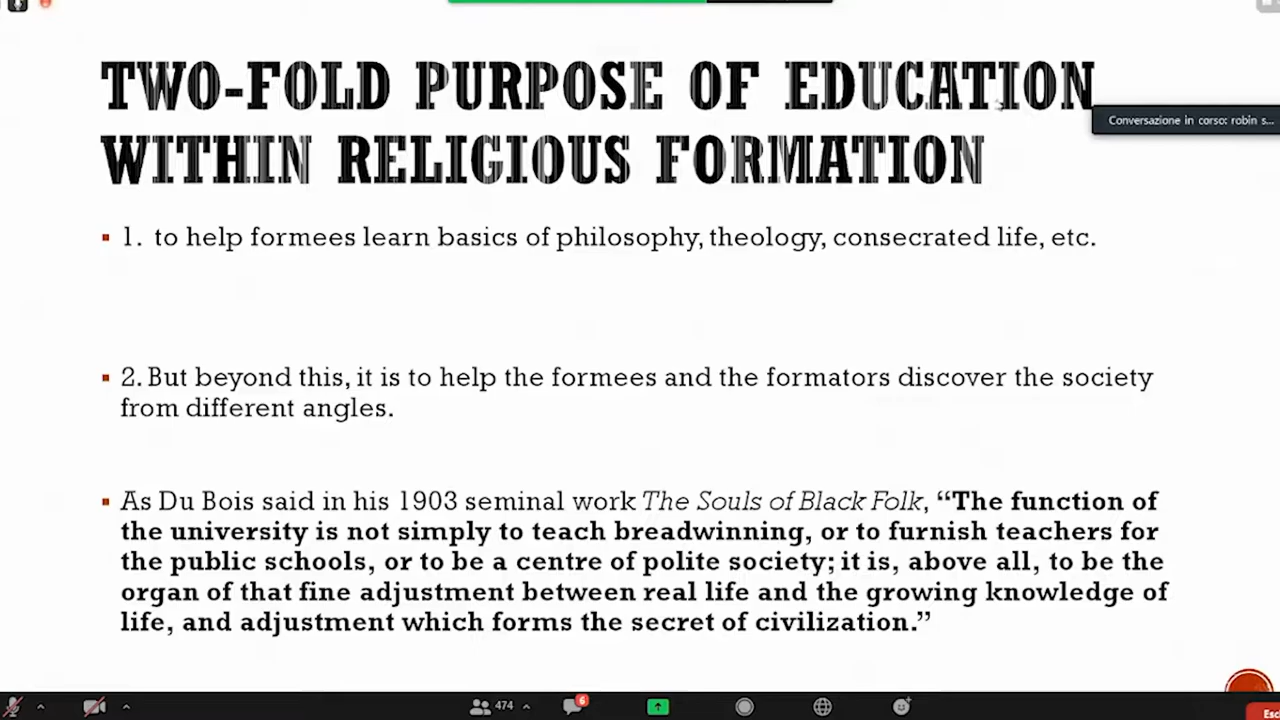 TWO-FOLD PURPOSE OF EDUCATION
WITHIN RELIGIOUS FORMATION
Conversazione in corso: robin s...
1. to help formees learn basics of philosophy, theology, consecrated life, etc.
2. But beyond this, it is to help the formees and the formators discover the society
from different angles.
As Du Bois said in his 1903 seminal work The Souls of Black Folk, “The function of
the university is not simply to teach breadwinning, or to furnish teachers for
the public schools, or to be a centre of polite society; it is, above all, to be the
organ of that fine adjustment between real life and the growing knowledge of
life, and adjustment which forms the secret of civilization.”
474
6
Esc